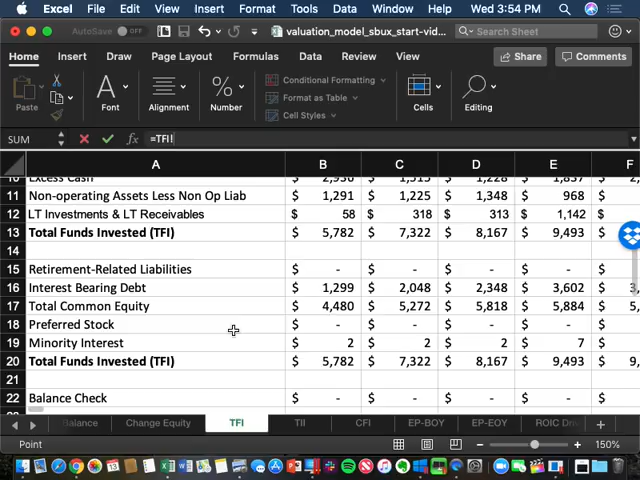 Excel File Edit View Insert Format Tools Data Window Help Wed 3:54 PM
AutoSave OFF valuation_model_sbux_start-vid... Search Sheet
Home Insert Draw Page Layout Formulas Data Review View Share Comments
Paste Font Alignment Number Conditional Formatting Format as Table Cell Styles Cells Editing
SUM fx =TFI!
A B C D E F
10 Excess Cash $ 2,936 $ 1,515 $ 1,228 $ 1,837 $
11 Non-operating Assets Less Non Op Liab $ 1,291 $ 1,225 $ 1,348 $ 968 $
12 LT Investments & LT Receivables $ 58 $ 318 $ 313 $ 1,142 $
13 Total Funds Invested (TFI) $ 5,782 $ 7,322 $ 8,167 $ 9,493 $
14
15 Retirement-Related Liabilities $ - $ - $ - $ - $
16 Interest Bearing Debt $ 1,299 $ 2,048 $ 2,348 $ 3,602 $ 3,
17 Total Common Equity $ 4,480 $ 5,272 $ 5,818 $ 5,884 $ 5,
18 Preferred Stock $ - $ - $ - $ - $
19 Minority Interest $ 2 $ 2 $ 2 $ 7 $
20 Total Funds Invested (TFI) $ 5,782 $ 7,322 $ 8,167 $ 9,493 $ 9,
21
22 Balance Check $ - $ - $ - $ - $
Balance Change Equity TFI TII CFI EP-BOY EP-EOY ROIC Dri
Point 150%